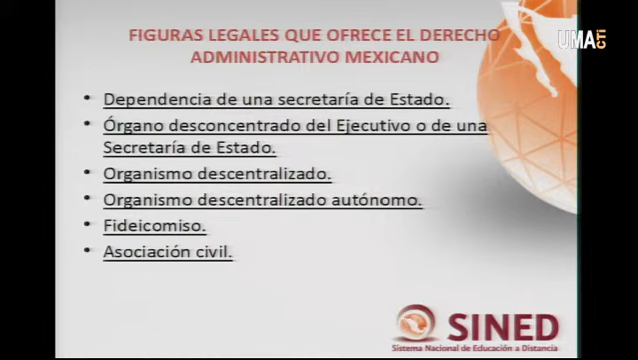 FIGURAS LEGALES QUE OFRECE EL DERECHO
ADMINISTRATIVO MEXICANO
UMA CTI
• Dependencia de una secretaría de Estado.
• Órgano desconcentrado del Ejecutivo o de una
Secretaría de Estado.
• Organismo descentralizado.
• Organismo descentralizado autónomo.
• Fideicomiso.
• Asociación civil.
SINED
Sistema Nacional de Educación a Distancia